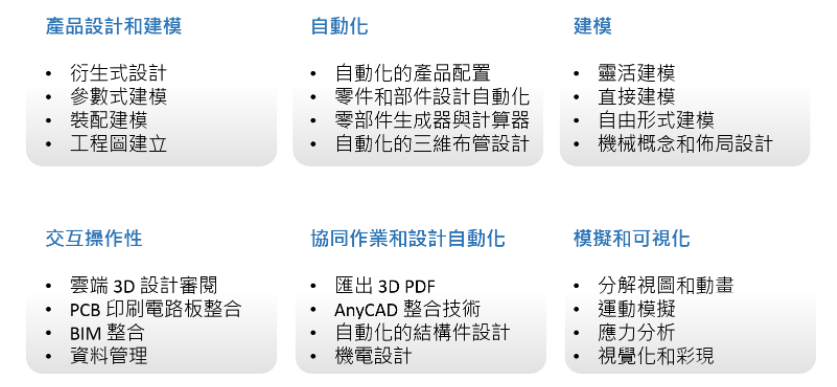 產品設計和建模
• 衍生式設計
• 參數式建模
• 裝配建模
• 工程圖建立
自動化
• 自動化的產品配置
• 零件和部件設計自動化
• 零部件生成器與計算器
• 自動化的三維布管設計
建模
• 靈活建模
• 直接建模
• 自由形式建模
• 機械概念和佈局設計
交互操作性
• 雲端 3D 設計審閱
• PCB 印刷電路板整合
• BIM 整合
• 資料管理
協同作業和設計自動化
• 匯出 3D PDF
• AnyCAD 整合技術
• 自動化的結構件設計
• 機電設計
模擬和可視化
• 分解視圖和動畫
• 運動模擬
• 應力分析
• 視覺化和彩現